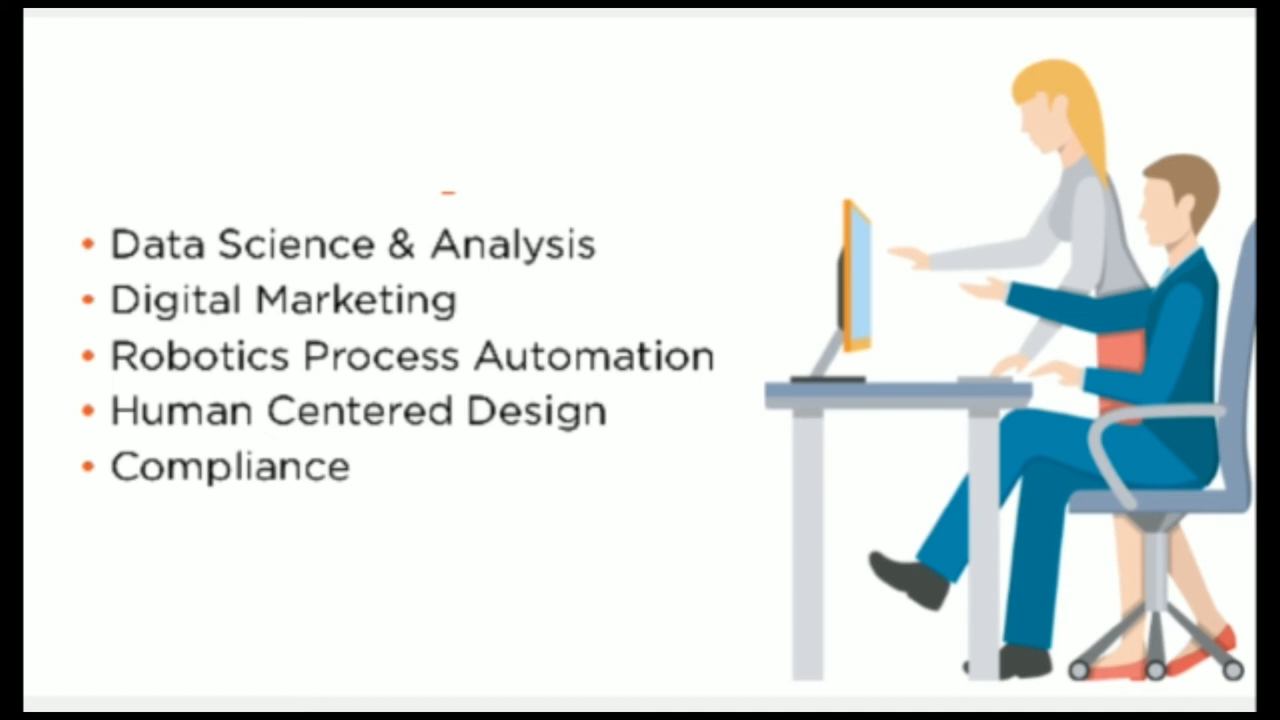 • Data Science & Analysis
• Digital Marketing
• Robotics Process Automation
• Human Centered Design
• Compliance